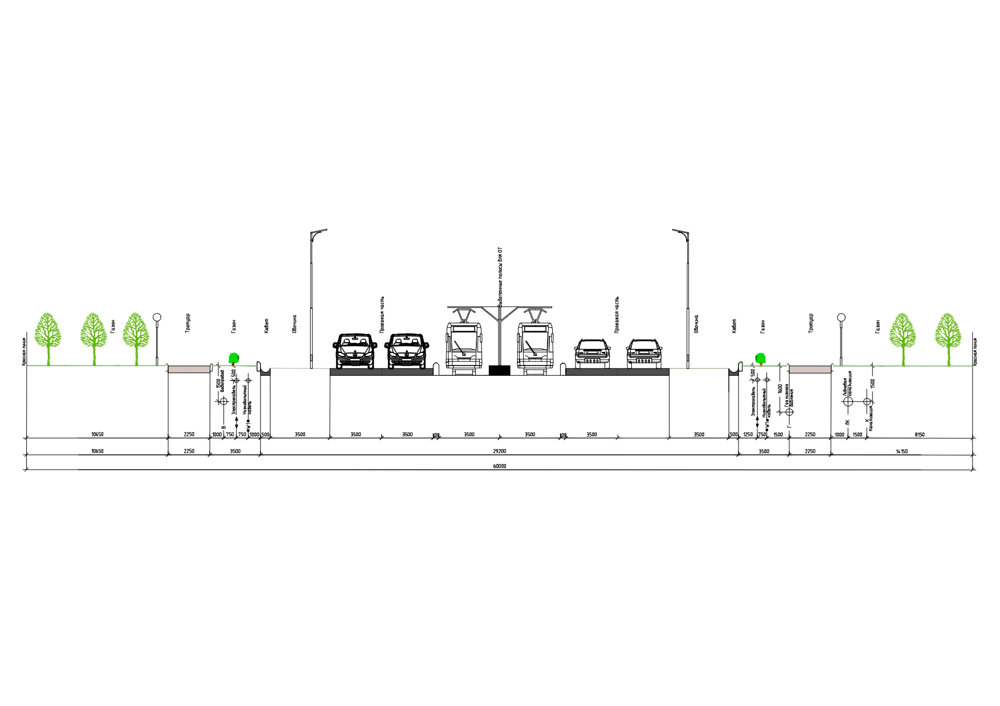 Красная линия
Газон
Тротуар
Газон
Кювет
Обочина
Проезжая часть
Выделенные полосы для ОТ
Проезжая часть
Обочина
Кювет
Газон
Тротуар
Газон
Красная линия
1500
Водопровод
500
Электрокабель
Низковольтный
кабель
В
W1
500
Электрокабель
Низковольтный
кабель
W1
1600
Газ низкого
давления
Г
Ливневая
канализация
1500
ЛК
К
Канализация
10650 2250 1000 750 750 1000 500 3500 3500 3500 3500 3500 3500 3500 500 1250 750 1500 2250 1000 1500 8150
10650 2250 3500 29200 3500 2250 14150
60000